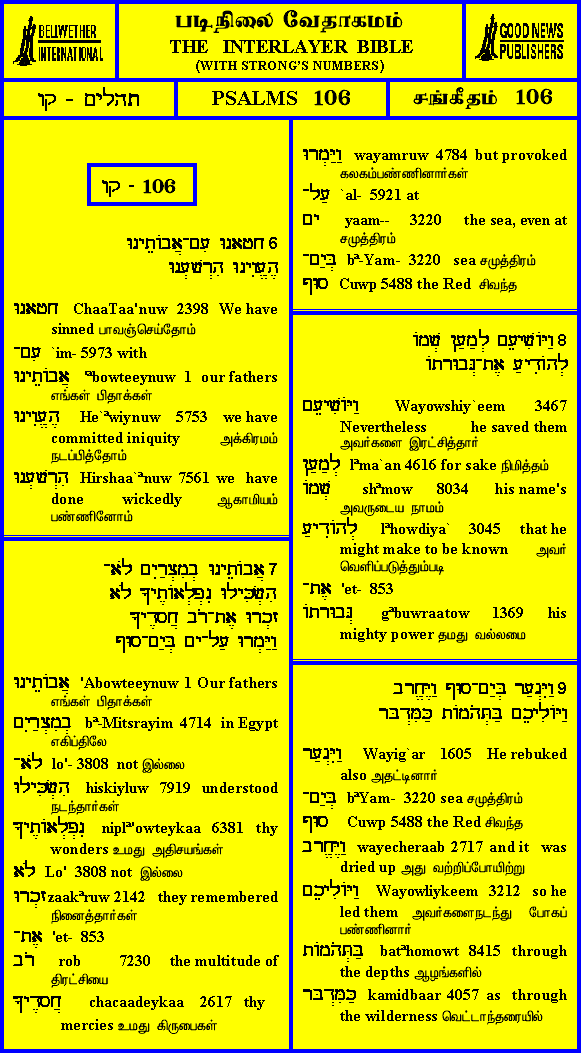 BELLWETHER
INTERNATIONAL
படிநிலை வேதாகமம்
THE INTERLAYER BIBLE
(WITH STRONG'S NUMBERS)
GOOD NEWS
PUBLISHERS
תהלים - קו
PSALMS 106
சங்கீதம் 106
קו - 106
6 חָטָאנוּ עִם־אֲבוֹתֵינוּ
הֶעֱוִינוּ הִרְשָׁעְנוּ
חטאנוּ ChaaTaa'nuw 2398 We have
sinned பாவஞ்செய்தோம்
עִם־ `im- 5973 with
אֲבוֹתֵינוּ 'ªbowteeynuw 1 our fathers
எங்கள் பிதாக்கள்
הֶעֱוִינוּ He`ªwiynuw 5753 we have
committed iniquity அக்கிரமம்
நடப்பித்தோம்
הִרְשָׁעְנוּ Hirshaa`ªnuw 7561 we have
done wickedly ஆகாமியம்
பண்ணினோம்
7 אֲבוֹתֵינוּ בְמִצְרַיִם לֹא־
הִשְׂכִּילוּ נִפְלְאוֹתֶיךָ לֹא
זָכְרוּ אֶת־רֹב חֲסָדֶיךָ
וַיַּמְרוּ עַל־יָם בְּיַם־סוּף
אֲבוֹתֵינוּ 'Abowteeynuw 1 Our fathers
எங்கள் பிதாக்கள்
בְמִצְרַיִם bª-Mitsrayim 4714 in Egypt
எகிப்திலே
לֹא־ lo'- 3808 not இல்லை
הִשְׂכִּילוּ hiskiyluw 7919 understood
நடந்தார்கள்
נִפְלְאוֹתֶיךָ nipla'ªowteykaa 6381 thy
wonders உமது அதிசயங்கள்
לֹא Lo' 3808 not இல்லை
זָכְרוּ zaakªruw 2142 they remembered
நினைத்தார்கள்
אֶת־ 'et- 853
רֹב rob 7230 the multitude of
திரட்சியை
חֲסָדֶיךָ chacaadeykaa 2617 thy
mercies உமது கிருபைகள்
וַיַּמְרוּ wayamruw 4784 but provoked
கலகம்பண்ணினார்கள்
עַל־ `al- 5921 at
יָם yaam-- 3220 the sea, even at
சமுத்திரம்
בְּיַם־ bª-Yam- 3220 sea சமுத்திரம்
סוּף Cuwp 5488 the Red சிவந்த
8 וַיּוֹשִׁיעֵם לְמַעַן שְׁמוֹ
לְהוֹדִיעַ אֶת־גְּבוּרָתוֹ
וַיּוֹשִׁיעֵם Wayowshiy`eem 3467
Nevertheless he saved them
அவர்களை இரட்சித்தார்
לְמַעַן lªma`an 4616 for sake நிமித்தம்
שְׁמוֹ shªmow 8034 his name's
அவருடைய நாமம்
לְהוֹדִיעַ lªhowdiya` 3045 that he
might make to be known அவர்
வெளிப்படுத்தும்படி
אֶת־ 'et- 853
גְּבוּרָתוֹ gªbuwraatow 1369 his
mighty power தமது வல்லமை
9 וַיִּגְעַר בְּיַם־סוּף וַיֶּחֱרָב
וַיּוֹלִיכֵם בַּתְּהֹמוֹת כַּמִּדְבָּר
וַיִּגְעַר Wayig`ar 1605 He rebuked
also அதட்டினார்
בְּיַם־ bªYam- 3220 sea சமுத்திரம்
סוּף Cuwp 5488 the Red சிவந்த
וַיֶּחֱרָב wayecheraab 2717 and it was
dried up அது வற்றிப்போயிற்று
וַיּוֹלִיכֵם Wayowliykeem 3212 so he
led them அவர்களைநடந்து போகப்
பண்ணினார்
בַּתְּהֹמוֹת batªhomowt 8415 through
the depths ஆழங்களில்
כַּמִּדְבָּר kamidbaar 4057 as through
the wilderness வெட்டாந்தரையில்